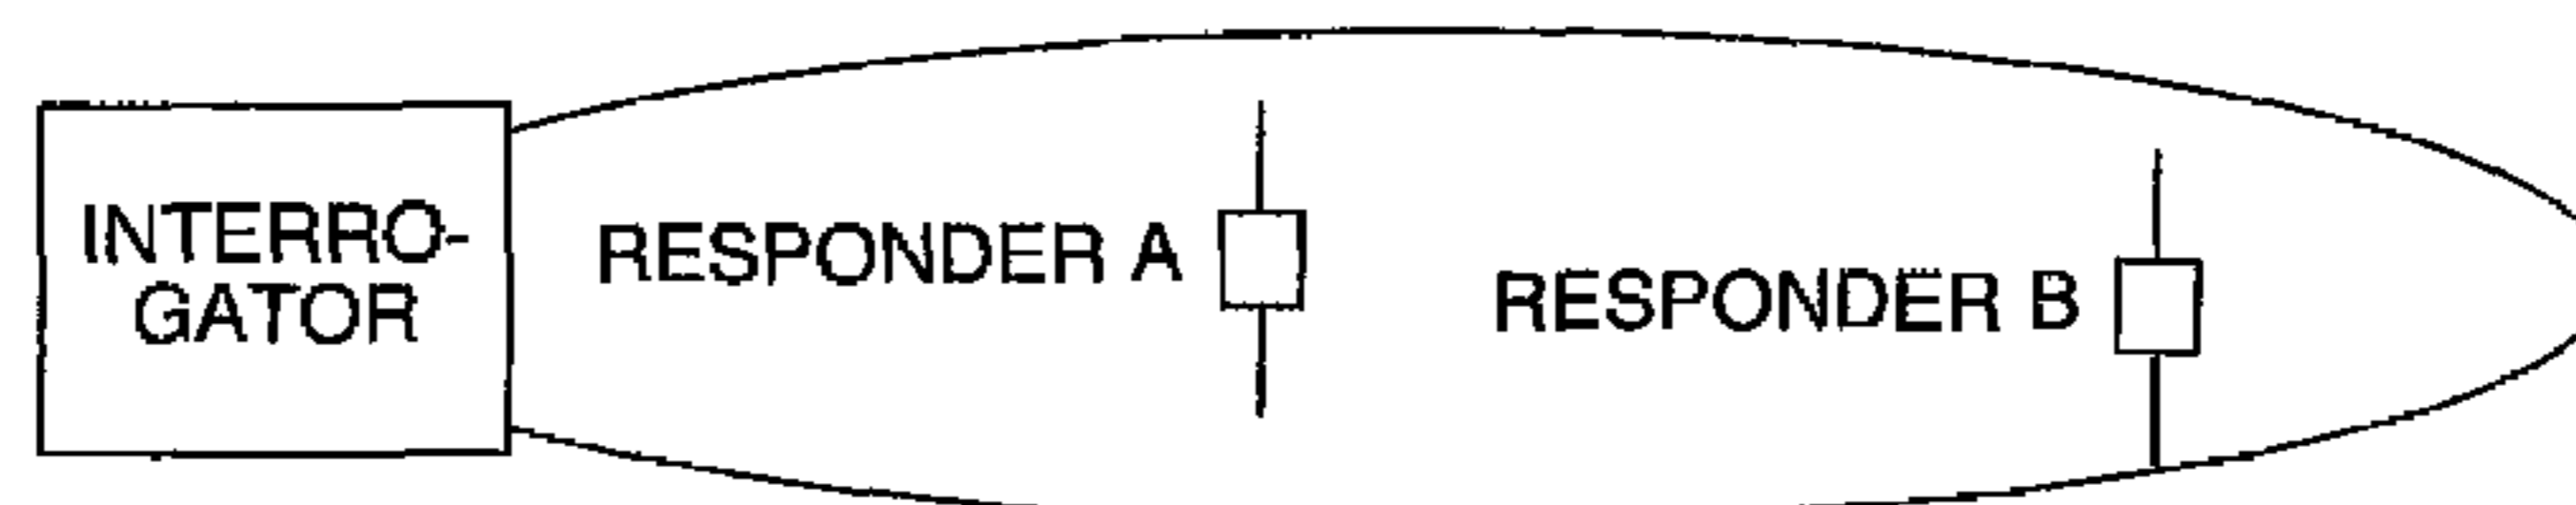 INTERRO-
GATOR
RESPONDER A
RESPONDER B